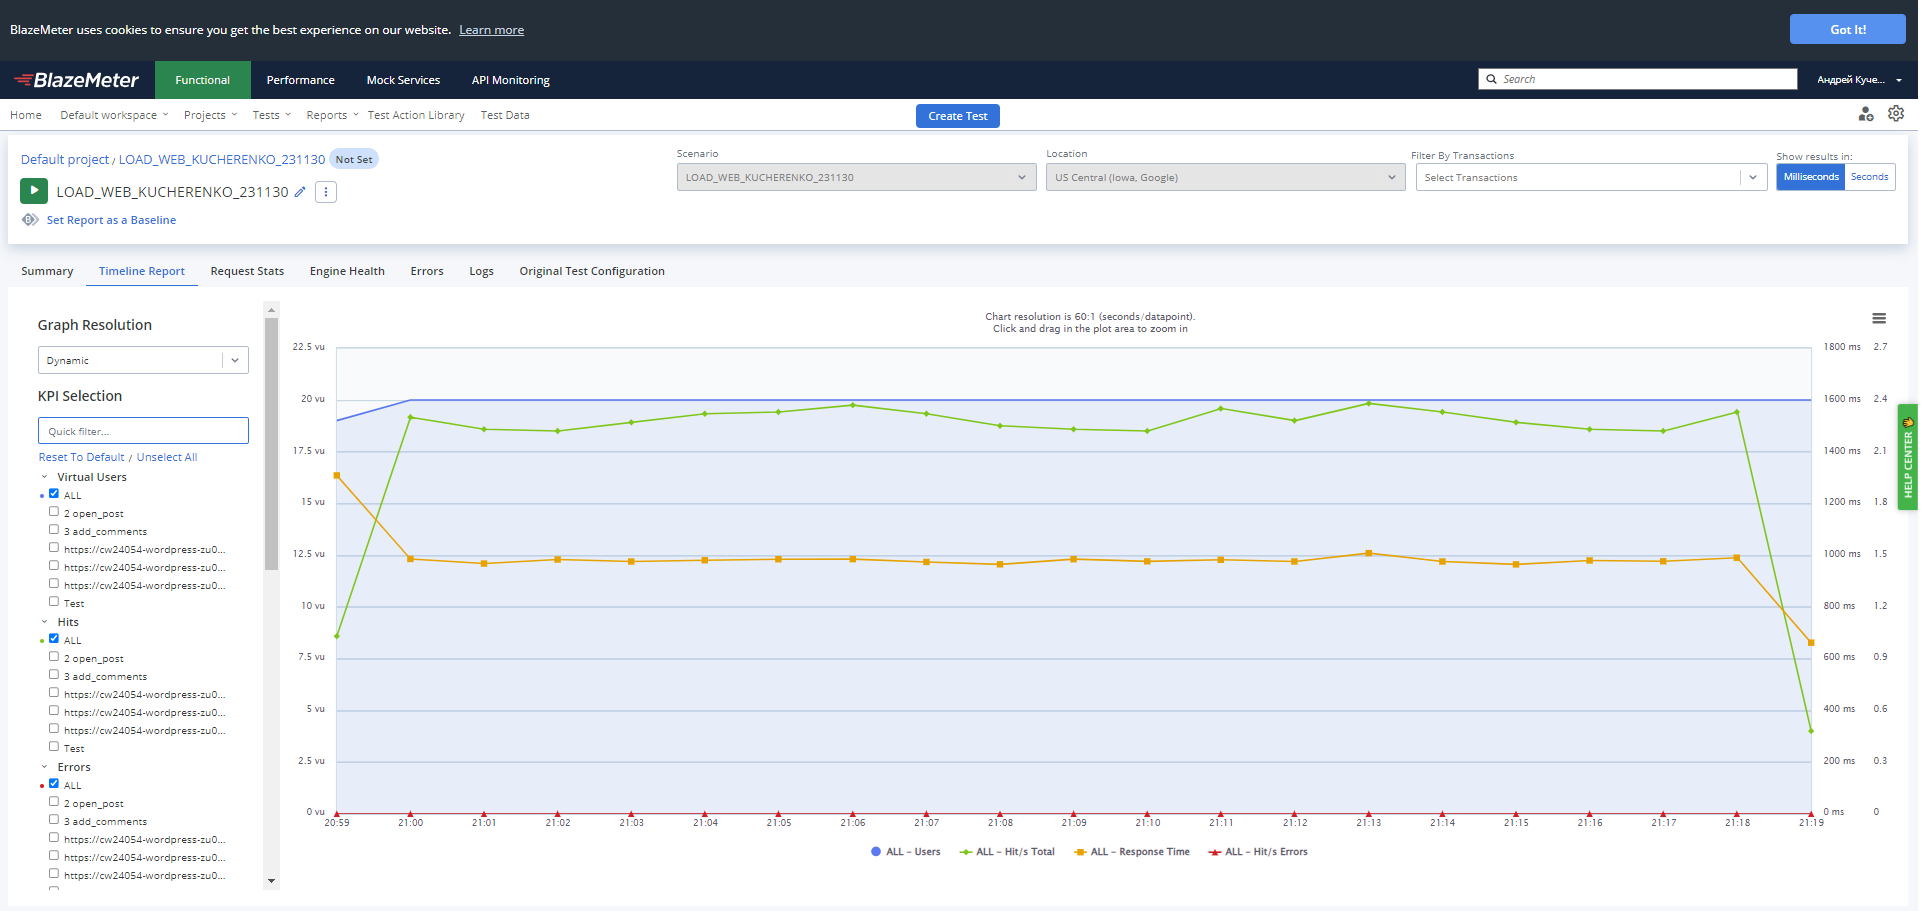 BlazeMeter uses cookies to ensure you get the best experience on our website. Learn more
Got It!
BlazeMeter
Functional
Performance
Mock Services
API Monitoring
Search
Андрей Куче...
Home
Default workspace
Projects
Tests
Reports
Test Action Library
Test Data
Create Test
Default project / LOAD_WEB_KUCHERENKO_231130 Not Set
LOAD_WEB_KUCHERENKO_231130
Set Report as a Baseline
Scenario
LOAD_WEB_KUCHERENKO_231130
Location
US Central (Iowa, Google)
Filter By Transactions
Select Transactions
Show results in:
Milliseconds Seconds
Summary
Timeline Report
Request Stats
Engine Health
Errors
Logs
Original Test Configuration
Graph Resolution
Dynamic
KPI Selection
Quick filter...
Reset To Default / Unselect All
Virtual Users
ALL
2 open_post
3 add_comments
https://cw24054-wordpress-zu0...
https://cw24054-wordpress-zu0...
https://cw24054-wordpress-zu0...
Test
Hits
ALL
2 open_post
3 add_comments
https://cw24054-wordpress-zu0...
https://cw24054-wordpress-zu0...
https://cw24054-wordpress-zu0...
Test
Errors
ALL
2 open_post
3 add_comments
https://cw24054-wordpress-zu0...
https://cw24054-wordpress-zu0...
https://cw24054-wordpress-zu0...
Chart resolution is 60:1 (seconds/datapoint).
Click and drag in the plot area to zoom in
22.5 vu
20 vu
17.5 vu
15 vu
12.5 vu
10 vu
7.5 vu
5 vu
2.5 vu
0 vu
1800 ms 2.7
1600 ms 2.4
1400 ms 2.1
1200 ms 1.8
1000 ms 1.5
800 ms 1.2
600 ms 0.9
400 ms 0.6
200 ms 0.3
0 ms 0
20:59 21:00 21:01 21:02 21:03 21:04 21:05 21:06 21:07 21:08 21:09 21:10 21:11 21:12 21:13 21:14 21:15 21:16 21:17 21:18 21:19
ALL - Users ALL - Hit/s Total ALL - Response Time ALL - Hit/s Errors
HELP CENTER